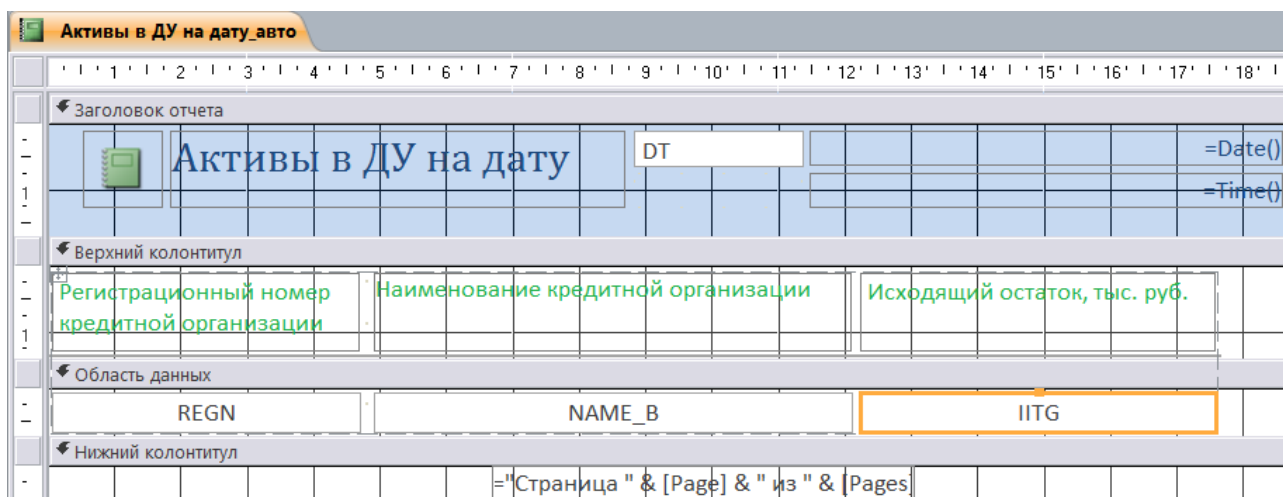 Активы в ДУ на дату_авто
1 2 3 4 5 6 7 8 9 10 11 12 13 14 15 16 17 18
Заголовок отчета
Активы в ДУ на дату
DT
=Date()
=Time()
1
Верхний колонтитул
Регистрационный номер
кредитной организации
Наименование кредитной организации
Исходящий остаток, тыс. руб.
1
Область данных
REGN
NAME_B
IITG
Нижний колонтитул
="Страница " & [Page] & " из " & [Pages]